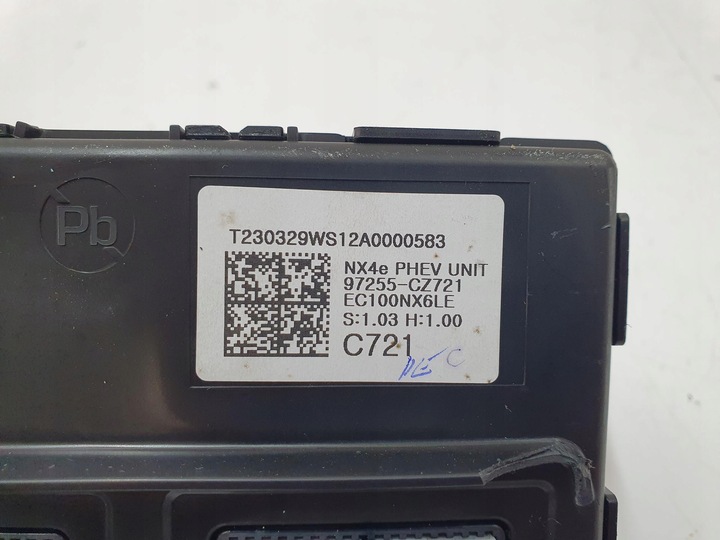 Pb
T230329WS12A0000583
NX4e PHEV UNIT
97255-CZ721
EC100NX6LE
S:1.03 H:1.00
C721